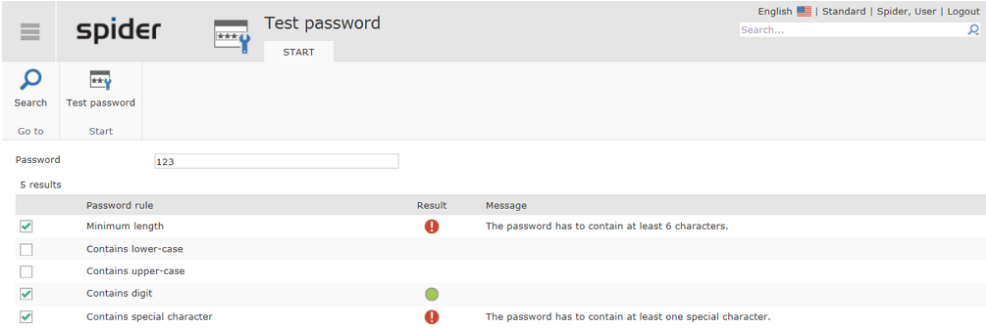 English | Standard | Spider, User | Logout
spider
Test password
Search...
START
Search
Test password
Go to
Start
Password
123
5 results
Password rule Result Message
Minimum length The password has to contain at least 6 characters.
Contains lower-case
Contains upper-case
Contains digit
Contains special character The password has to contain at least one special character.